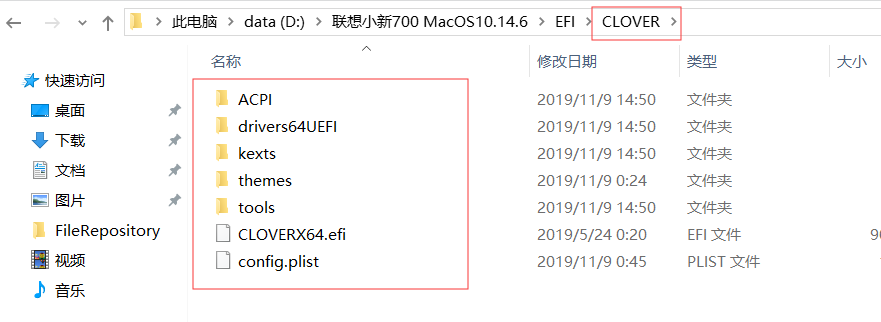 此电脑 > data (D:) > 联想小新700 MacOS10.14.6 > EFI > CLOVER >
名称 修改日期 类型 大小
快速访问
桌面
下载
文档
图片
FileRepository
视频
音乐
ACPI 2019/11/9 14:50 文件夹
drivers64UEFI 2019/11/9 14:50 文件夹
kexts 2019/11/9 14:50 文件夹
themes 2019/11/9 0:24 文件夹
tools 2019/11/9 14:50 文件夹
CLOVERX64.efi 2019/5/24 0:20 EFI 文件
config.plist 2019/11/9 0:45 PLIST 文件